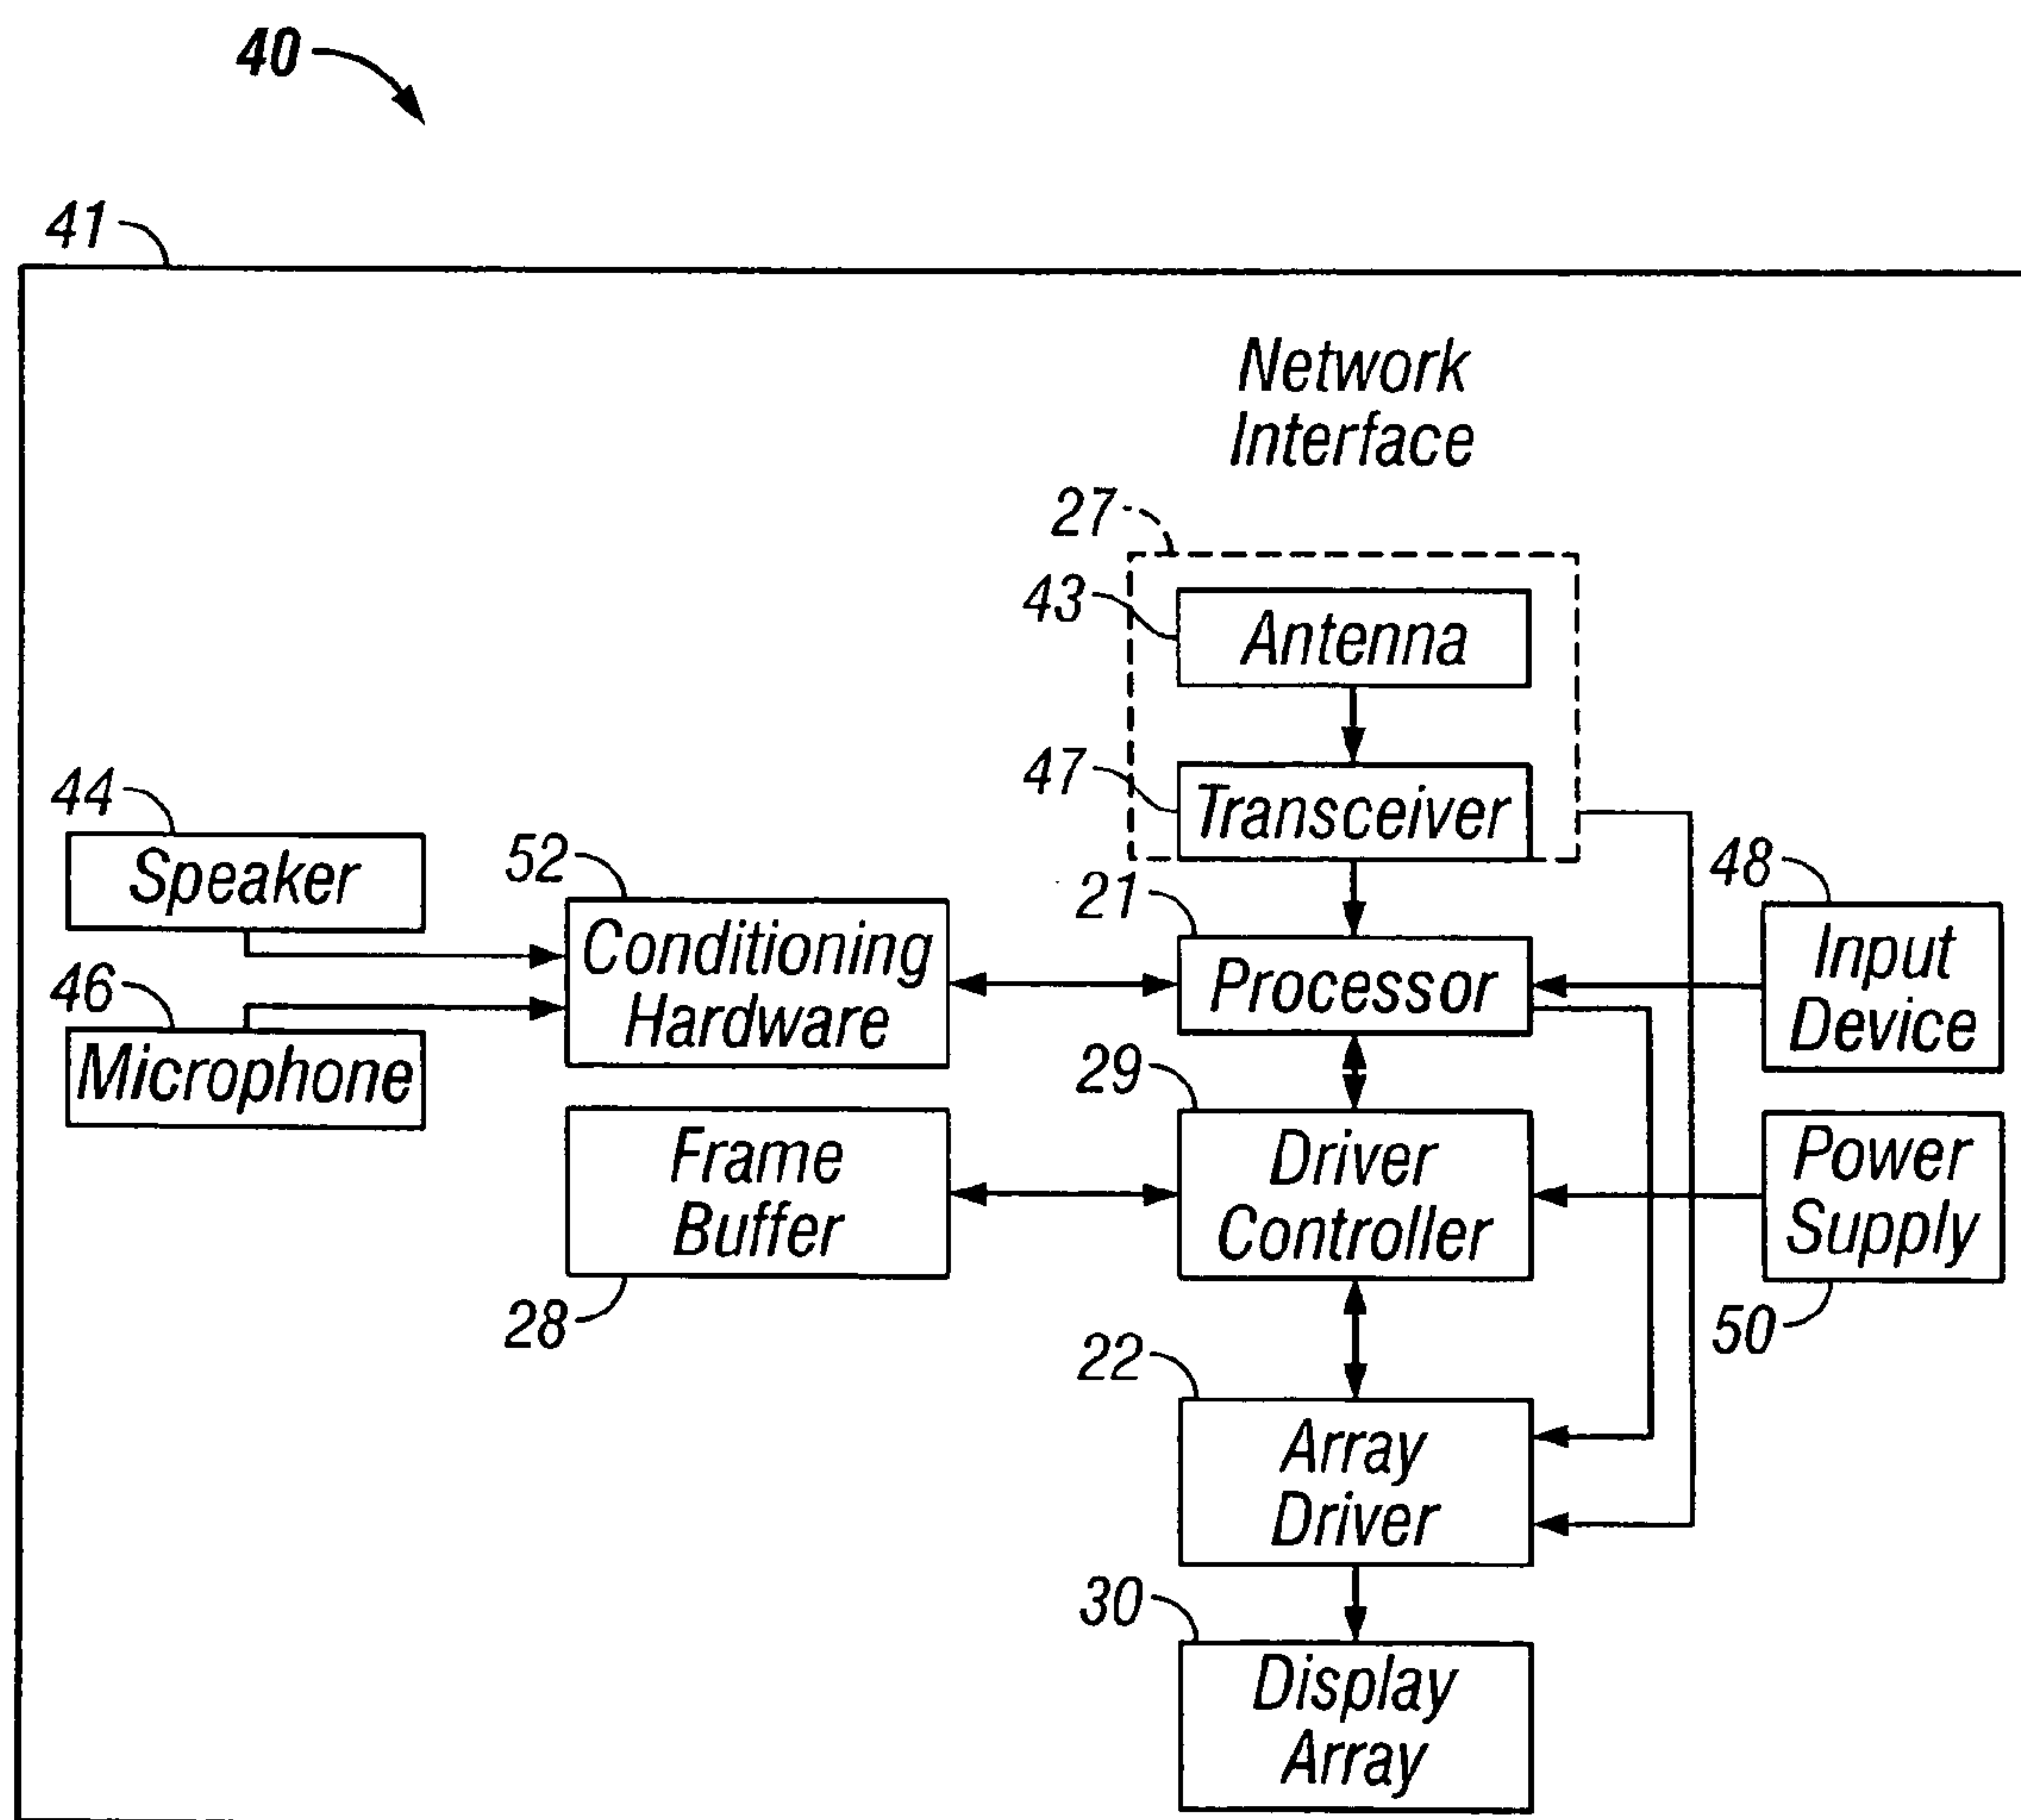 40
41
Network
Interface
27
43
Antenna
47
Transceiver
44
Speaker
52
Conditioning
Hardware
21
Processor
48
Input
Device
46
Microphone
29
Driver
Controller
Frame
Buffer
28
Power
Supply
50
22
Array
Driver
30
Display
Array